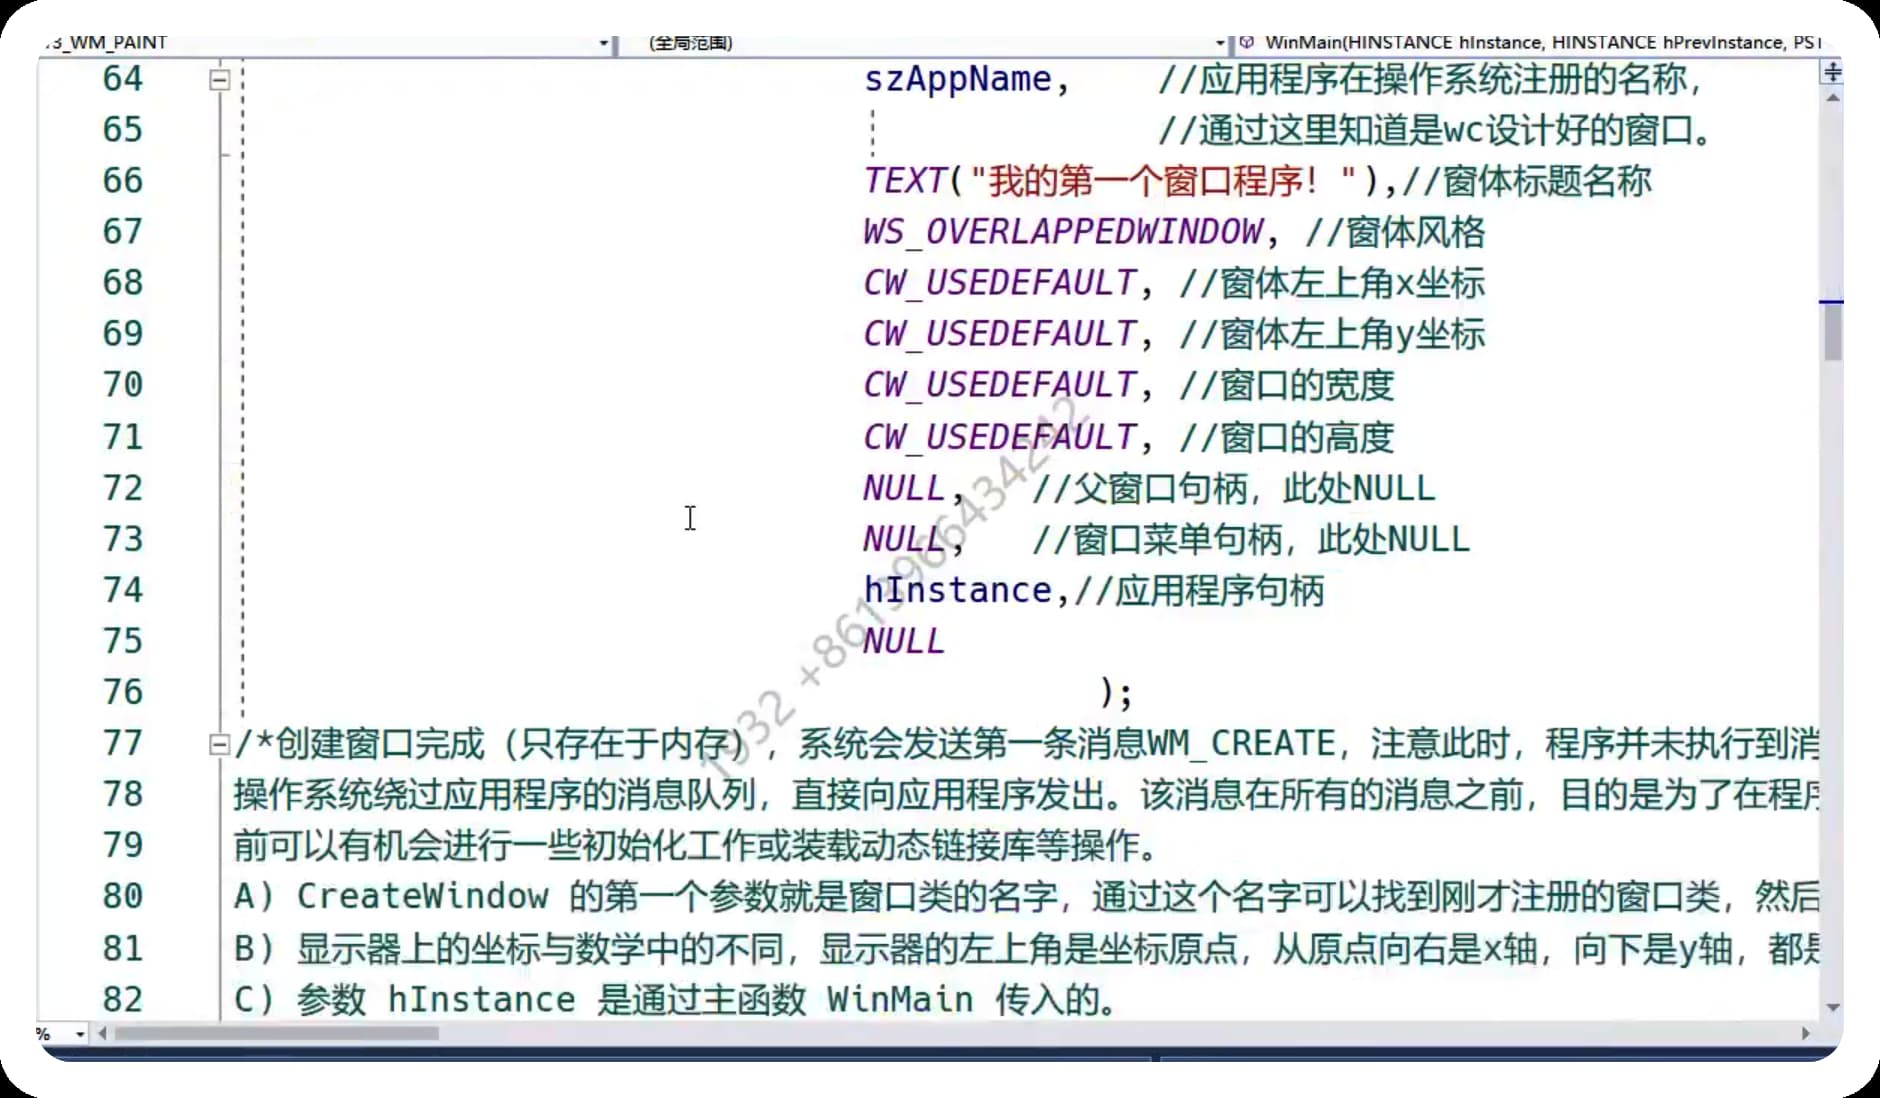 3_WM_PAINT (全局范围) WinMain(HINSTANCE hInstance, HINSTANCE hPrevInstance, PST
64 szAppName, //应用程序在操作系统注册的名称,
65 //通过这里知道是wc设计好的窗口。
66 TEXT("我的第一个窗口程序! "),//窗体标题名称
67 WS_OVERLAPPEDWINDOW, //窗体风格
68 CW_USEDEFAULT, //窗体左上角x坐标
69 CW_USEDEFAULT, //窗体左上角y坐标
70 CW_USEDEFAULT, //窗口的宽度
71 CW_USEDEFAULT, //窗口的高度
72 NULL, //父窗口句柄, 此处NULL
73 NULL, //窗口菜单句柄, 此处NULL
74 hInstance,//应用程序句柄
75 NULL
76 );
77 /*创建窗口完成（只存在于内存）, 系统会发送第一条消息WM_CREATE, 注意此时, 程序并未执行到消
78 操作系统绕过应用程序的消息队列, 直接向应用程序发出。该消息在所有的消息之前, 目的是为了在程序
79 前可以有机会进行一些初始化工作或装载动态链接库等操作。
80 A) CreateWindow 的第一个参数就是窗口类的名字, 通过这个名字可以找到刚才注册的窗口类, 然后
81 B) 显示器上的坐标与数学中的不同, 显示器的左上角是坐标原点, 从原点向右是x轴, 向下是y轴, 都是
82 C) 参数 hInstance 是通过主函数 WinMain 传入的。
%
1932 +8613966434242